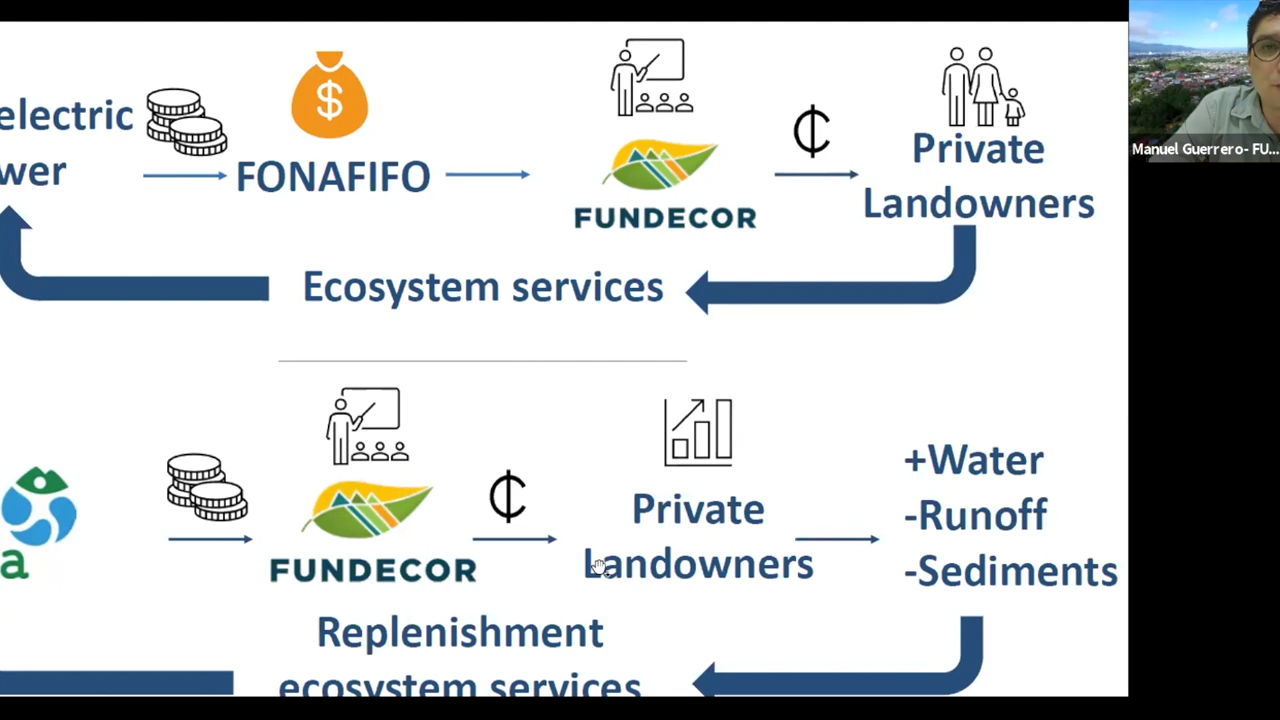 electric
wer
$
FONAFIFO
FUNDECOR
₵
Private
Landowners
Manuel Guerrero- FU...
Ecosystem services
a
FUNDECOR
₵
Private
Landowners
+Water
-Runoff
-Sediments
Replenishment
ecosystem services